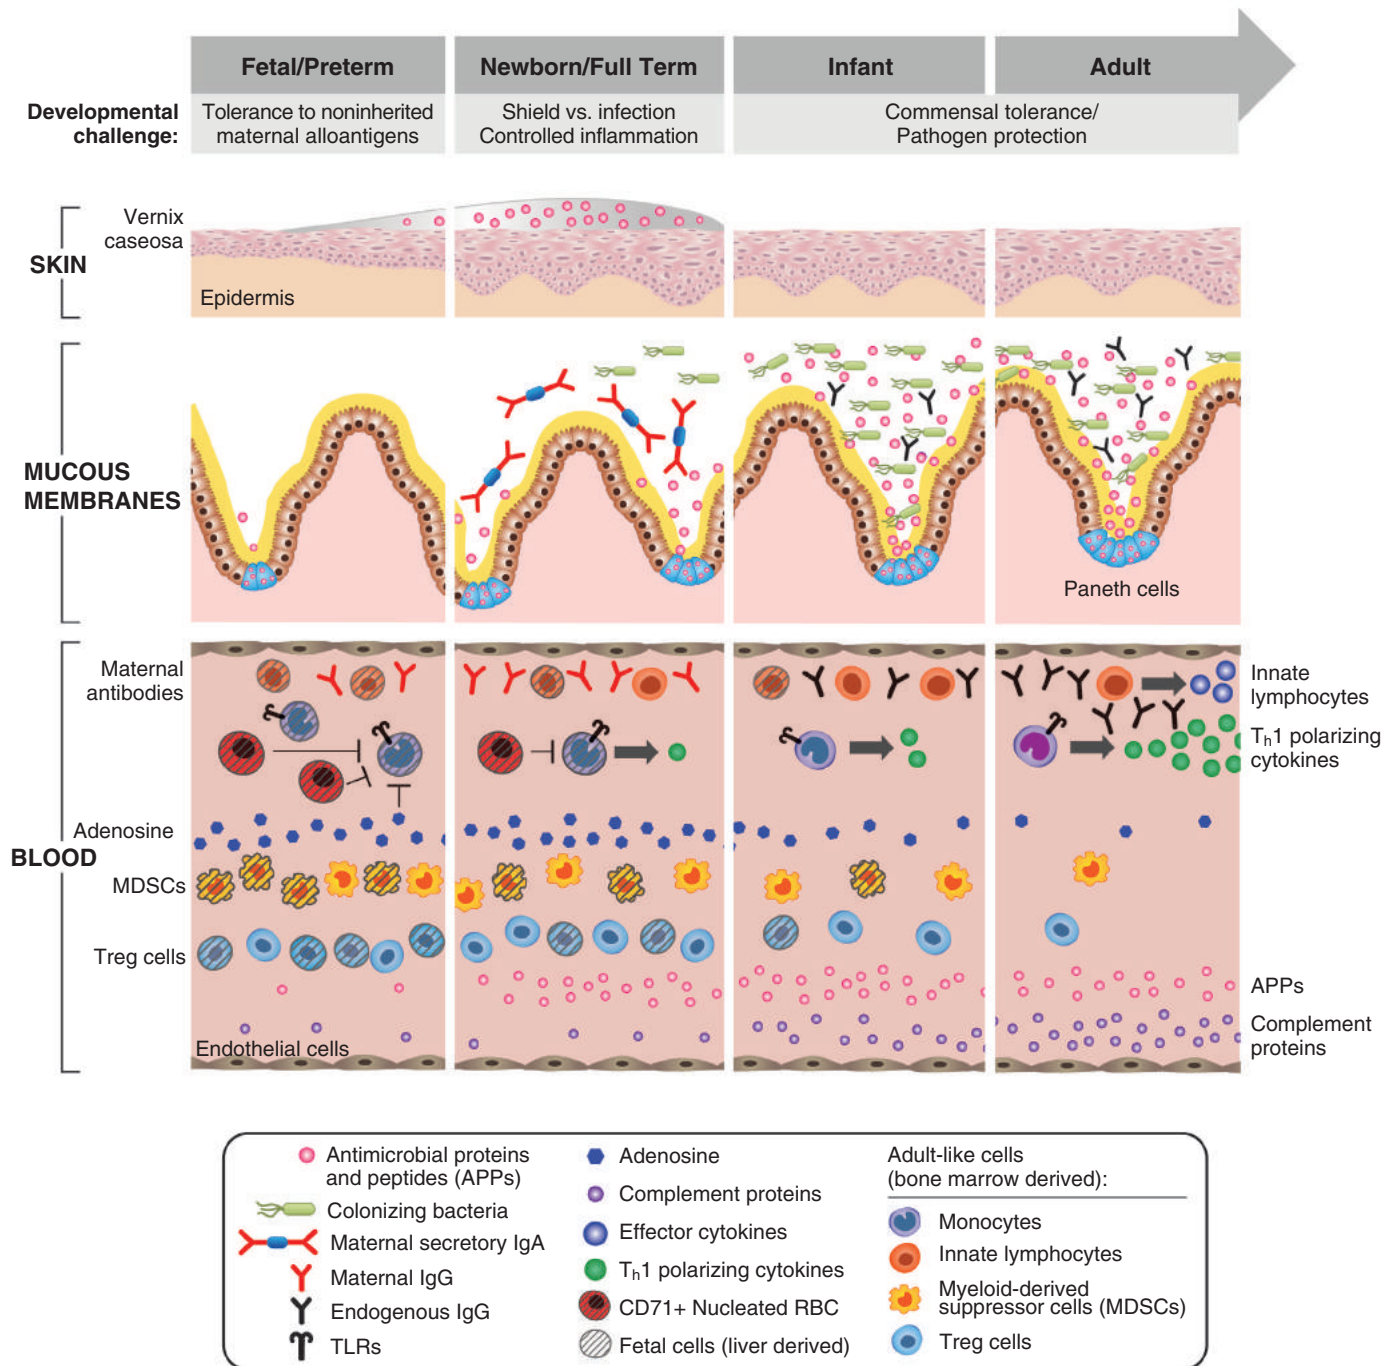 Fetal/Preterm
Newborn/Full Term
Infant
Adult
Developmental
challenge:
Tolerance to noninherited
maternal alloantigens
Shield vs. infection
Controlled inflammation
Commensal tolerance/
Pathogen protection
SKIN
Vernix
caseosa
Epidermis
MUCOUS
MEMBRANES
Paneth cells
BLOOD
Maternal
antibodies
Adenosine
MDSCs
Treg cells
Endothelial cells
Innate
lymphocytes
Th1 polarizing
cytokines
APPs
Complement
proteins
Antimicrobial proteins
and peptides (APPs)
Colonizing bacteria
Maternal secretory IgA
Maternal IgG
Endogenous IgG
TLRs
Adenosine
Complement proteins
Effector cytokines
Th1 polarizing cytokines
CD71+ Nucleated RBC
Fetal cells (liver derived)
Adult-like cells
(bone marrow derived):
Monocytes
Innate lymphocytes
Myeloid-derived
suppressor cells (MDSCs)
Treg cells